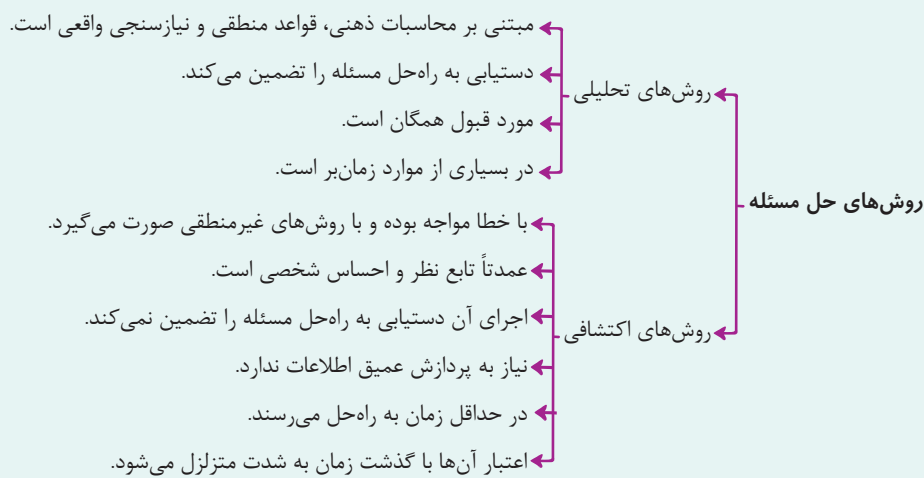 روش‌های حل مسئله
روش‌های تحلیلی
مبتنی بر محاسبات ذهنی، قواعد منطقی و نیازسنجی واقعی است.
دستیابی به راه‌حل مسئله را تضمین می‌کند.
مورد قبول همگان است.
در بسیاری از موارد زمان‌بر است.
روش‌های اکتشافی
با خطا مواجه بوده و با روش‌های غیرمنطقی صورت می‌گیرد.
عمدتاً تابع نظر و احساس شخصی است.
اجرای آن دستیابی به راه‌حل مسئله را تضمین نمی‌کند.
نیاز به پردازش عمیق اطلاعات ندارد.
در حداقل زمان به راه‌حل می‌رسند.
اعتبار آن‌ها با گذشت زمان به شدت متزلزل می‌شود.